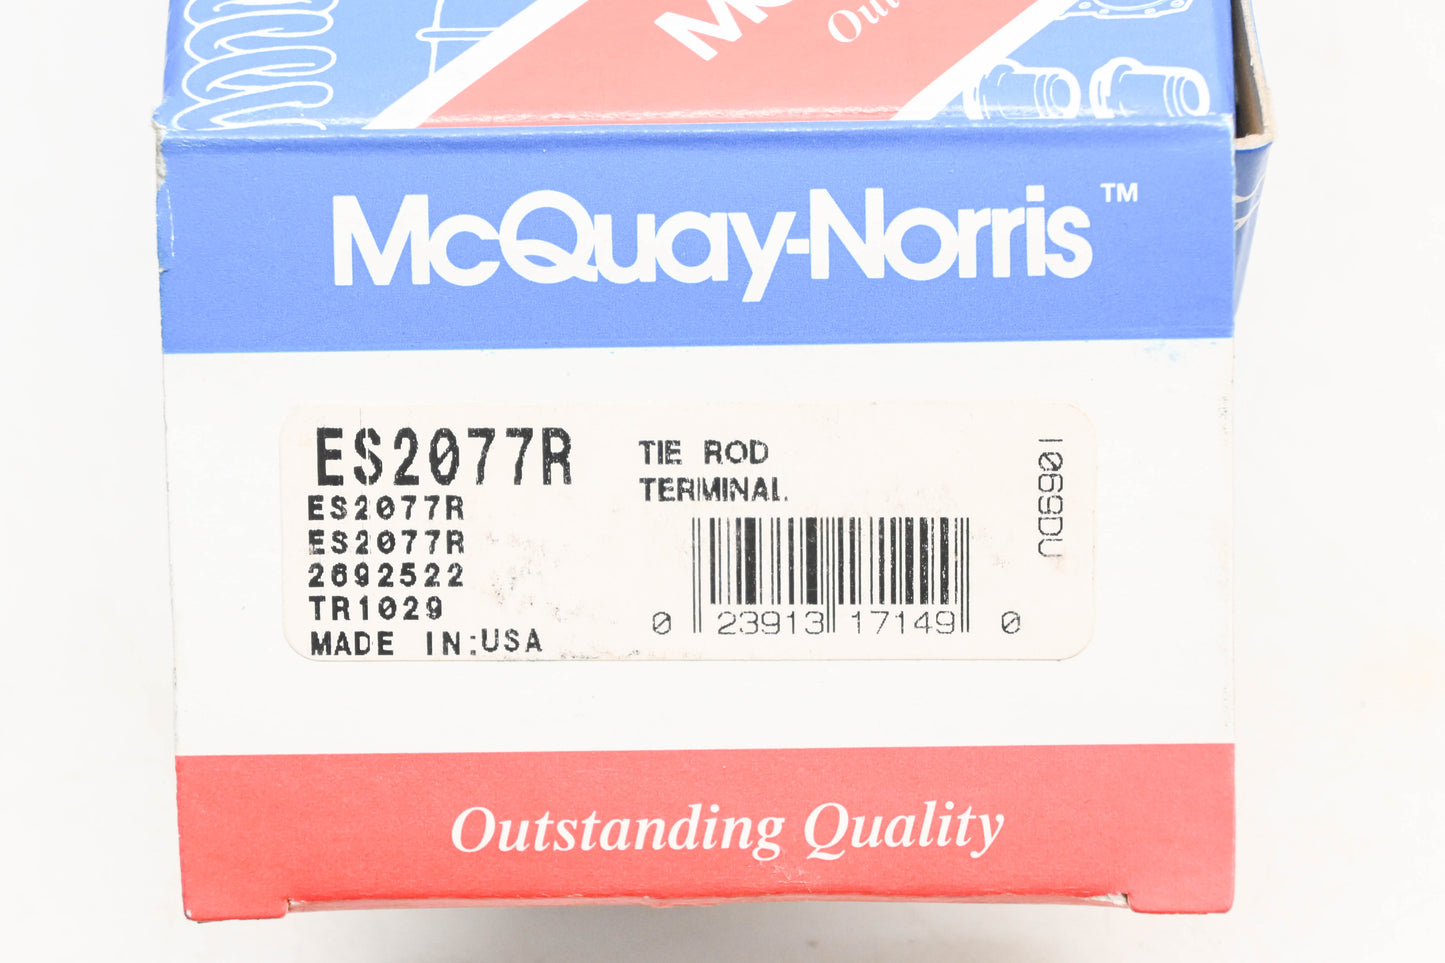 McQuay-Norris™
ES2077R
ES2077R
ES2077R
2692522
TR1029
MADE IN:USA
TIE ROD
TERMINAL
0 23913 17149 0
Outstanding Quality